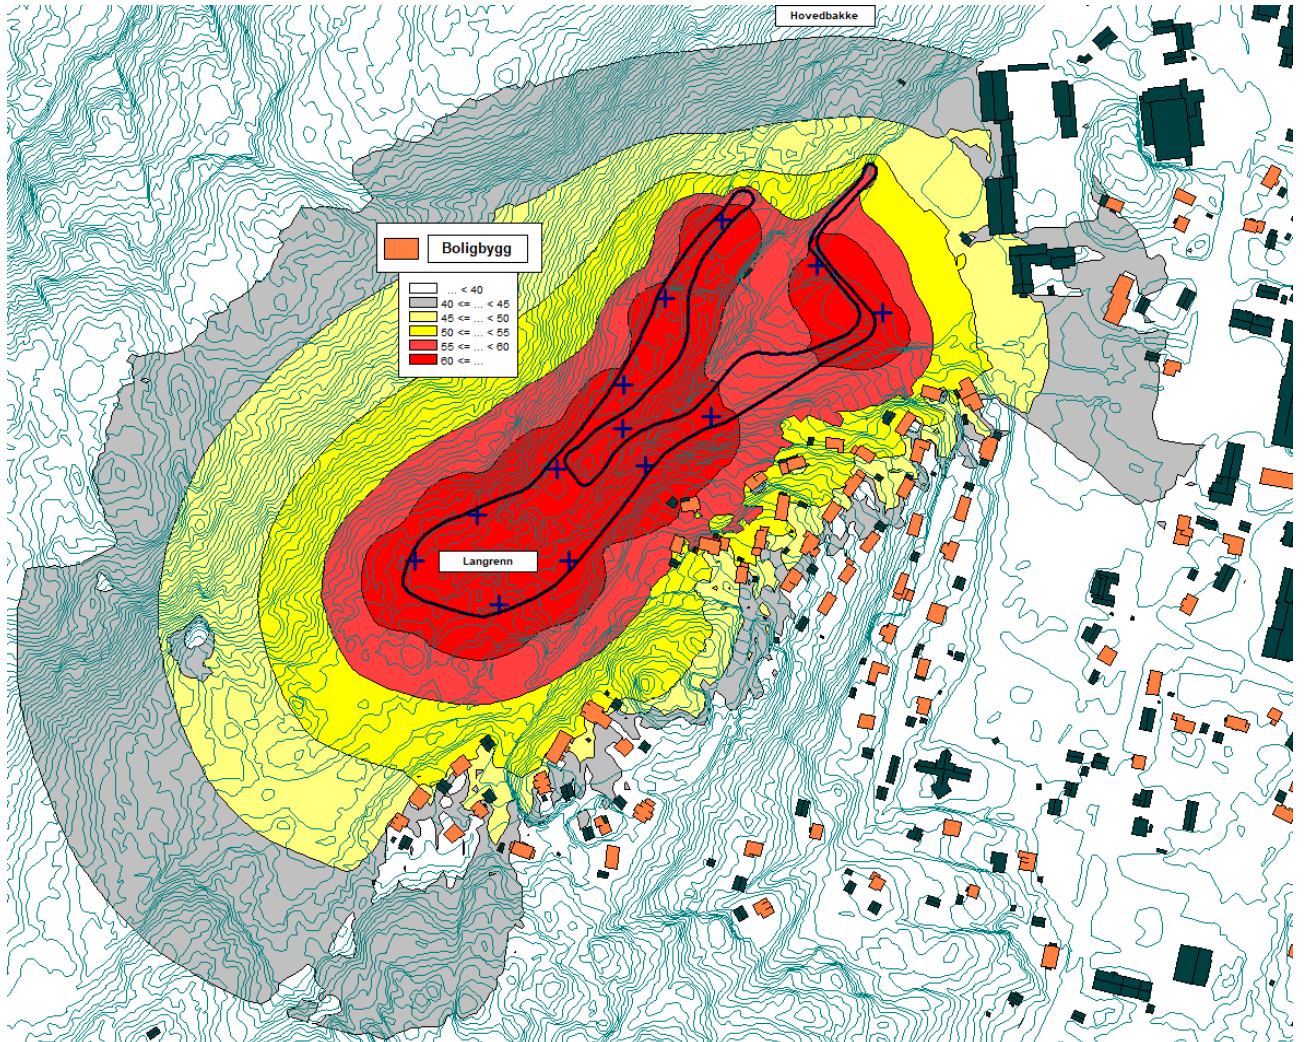 Hovedbakke
Boligbygg
... < 40
40 <= ... < 45
45 <= ... < 50
50 <= ... < 55
55 <= ... < 60
60 <= ...
Langrenn